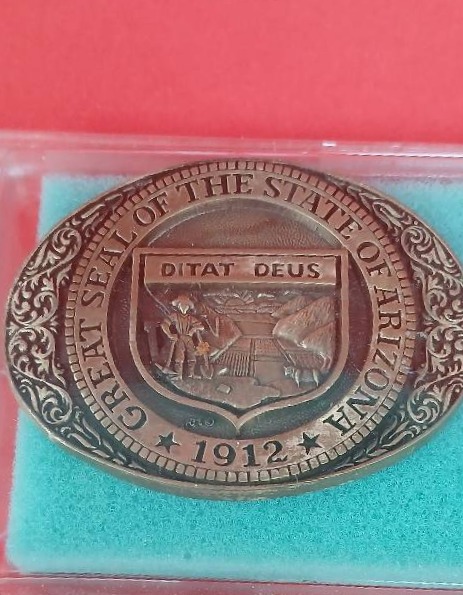 GREAT SEAL OF THE STATE OF ARIZONA
DITAT DEUS
★ 1912 ★